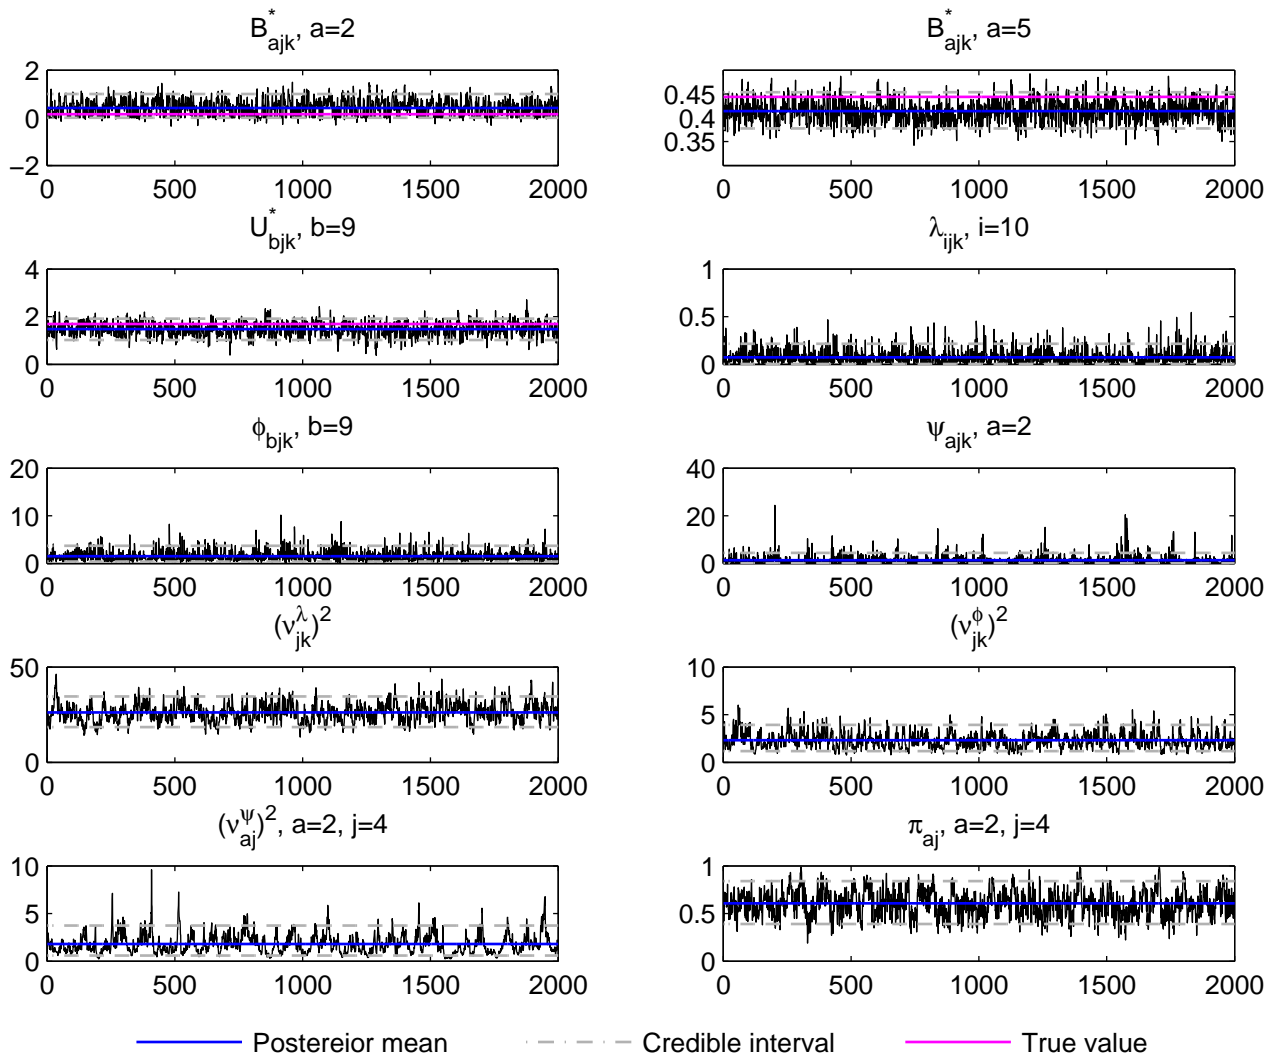 B*ajk, a=2
B*ajk, a=5
2
0
−2
0 500 1000 1500 2000
0.45
0.4
0.35
0 500 1000 1500 2000
U*bjk, b=9
λijk, i=10
4
2
0
0 500 1000 1500 2000
1
0.5
0
0 500 1000 1500 2000
ϕbjk, b=9
ψajk, a=2
20
10
0
0 500 1000 1500 2000
40
20
0
0 500 1000 1500 2000
(νλjk)2
(νϕjk)2
50
0
0 500 1000 1500 2000
10
5
0
0 500 1000 1500 2000
(νψaj)2, a=2, j=4
πaj, a=2, j=4
10
5
0
0 500 1000 1500 2000
1
0.5
0
0 500 1000 1500 2000
Postereior mean Credible interval True value